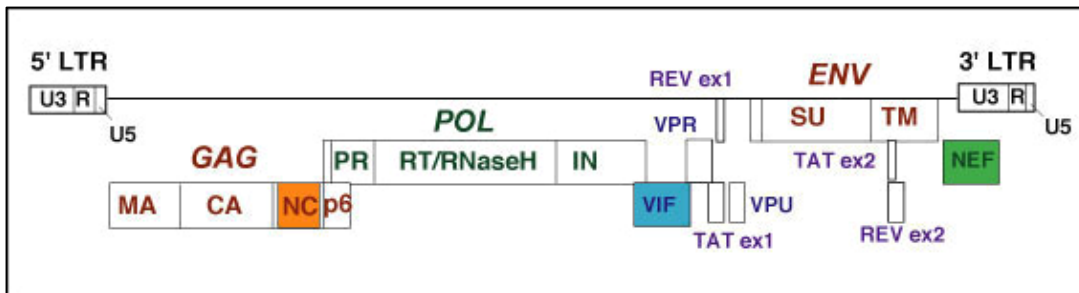 5' LTR
ENV
3' LTR
REV ex1
U3 R
U3 R
U5
POL
VPR
SU TM
U5
GAG
PR RT/RNaseH IN
TAT ex2
NEF
MA CA NC p6
VIF
VPU
TAT ex1
REV ex2